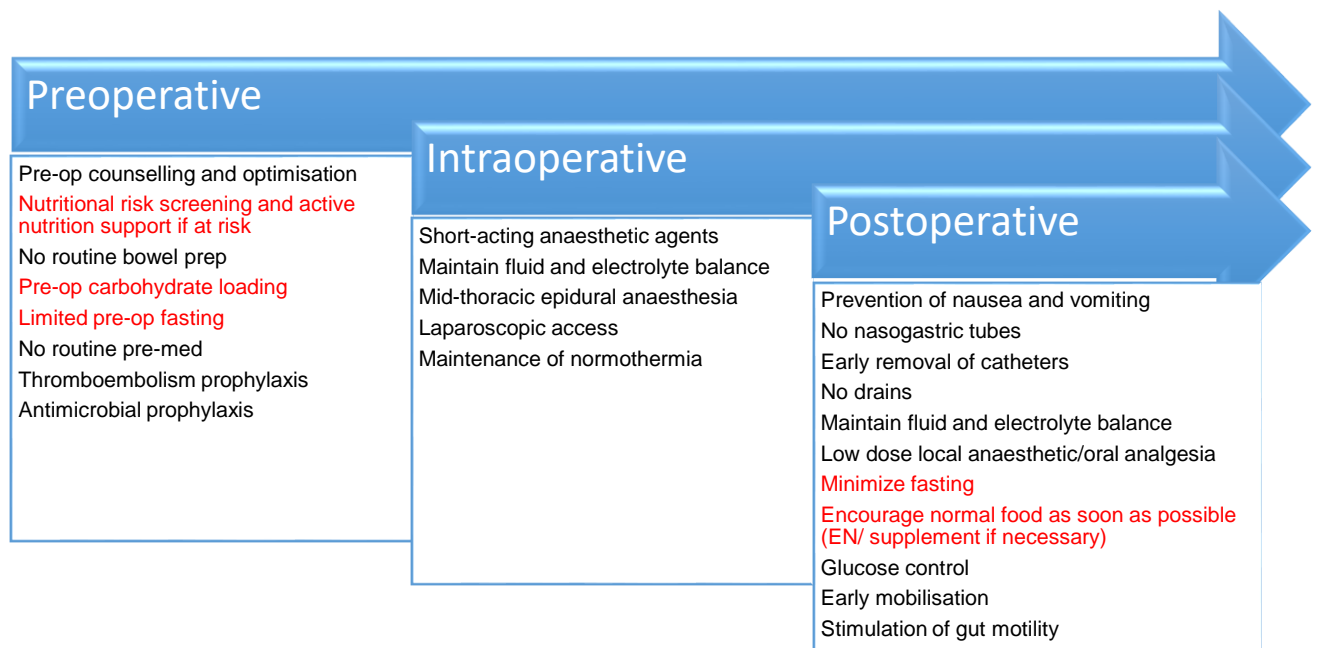 Preoperative
Pre-op counselling and optimisation
Nutritional risk screening and active
nutrition support if at risk
No routine bowel prep
Pre-op carbohydrate loading
Limited pre-op fasting
No routine pre-med
Thromboembolism prophylaxis
Antimicrobial prophylaxis
Intraoperative
Short-acting anaesthetic agents
Maintain fluid and electrolyte balance
Mid-thoracic epidural anaesthesia
Laparoscopic access
Maintenance of normothermia
Postoperative
Prevention of nausea and vomiting
No nasogastric tubes
Early removal of catheters
No drains
Maintain fluid and electrolyte balance
Low dose local anaesthetic/oral analgesia
Minimize fasting
Encourage normal food as soon as possible
(EN/ supplement if necessary)
Glucose control
Early mobilisation
Stimulation of gut motility